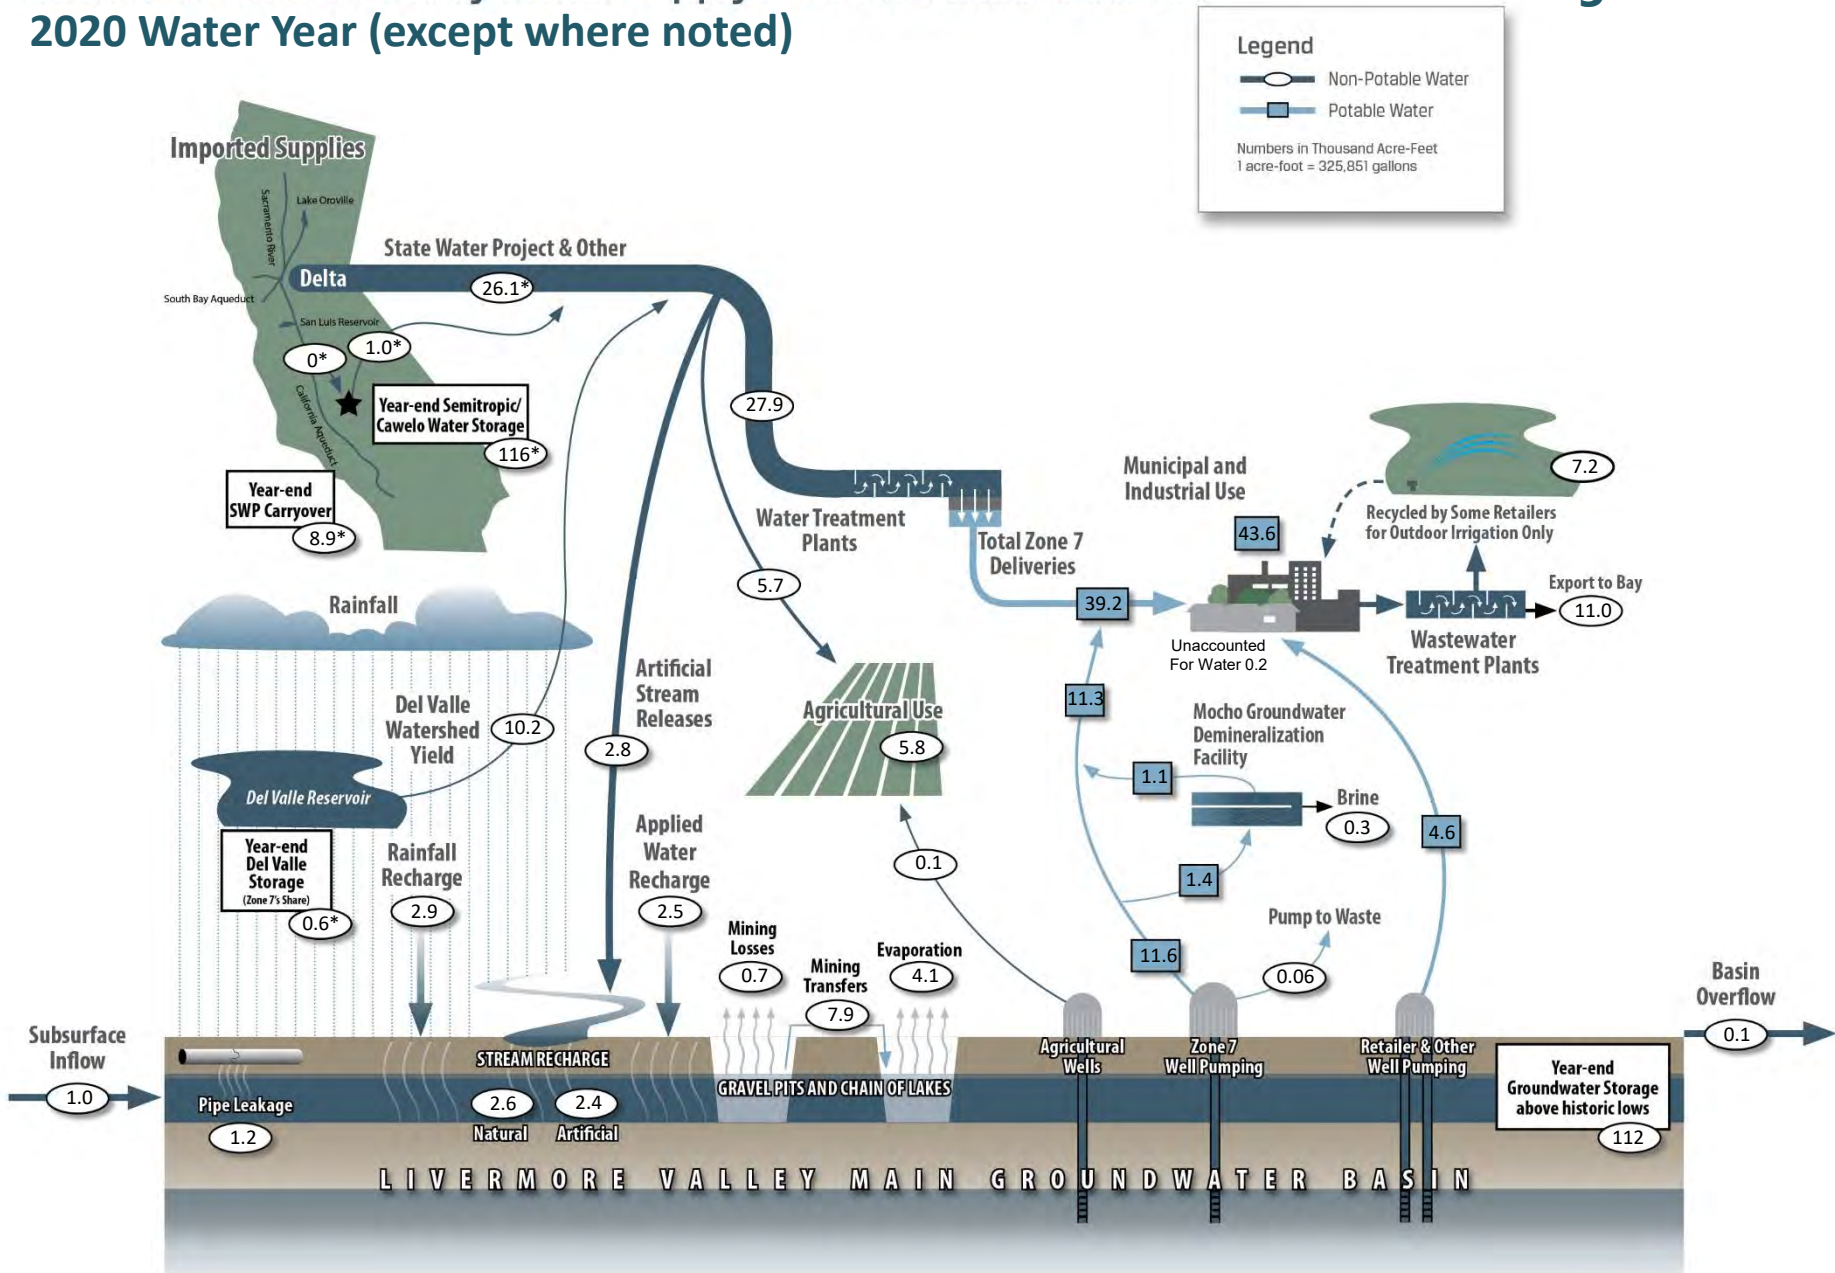 2020 Water Year (except where noted)
Legend
Non-Potable Water
Potable Water
Numbers in Thousand Acre-Feet
1 acre-foot = 325,851 gallons
Imported Supplies
Sacramento River
Lake Oroville
State Water Project & Other
Delta
26.1*
South Bay Aqueduct
San Luis Reservoir
0*
1.0*
California Aqueduct
Year-end Semitropic/
Cawelo Water Storage
116*
Year-end
SWP Carryover
8.9*
27.9
Water Treatment
Plants
Total Zone 7
Deliveries
39.2
Municipal and
Industrial Use
43.6
Unaccounted
For Water 0.2
7.2
Recycled by Some Retailers
for Outdoor Irrigation Only
Export to Bay
11.0
Wastewater
Treatment Plants
Rainfall
5.7
Artificial
Stream
Releases
2.8
Del Valle
Watershed
Yield
10.2
Agricultural Use
5.8
11.3
Mocho Groundwater
Demineralization
Facility
1.1
Brine
0.3
1.4
4.6
Del Valle Reservoir
Year-end
Del Valle
Storage
(Zone 7's Share)
0.6*
Rainfall
Recharge
2.9
Applied
Water
Recharge
2.5
0.1
Pump to Waste
0.06
11.6
Mining
Losses
0.7
Mining
Transfers
7.9
Evaporation
4.1
Basin
Overflow
0.1
Subsurface
Inflow
1.0
Pipe Leakage
1.2
STREAM RECHARGE
2.6
Natural
2.4
Artificial
GRAVEL PITS AND CHAIN OF LAKES
Agricultural
Wells
Zone 7
Well Pumping
Retailer & Other
Well Pumping
Year-end
Groundwater Storage
above historic lows
112
LIVERMORE VALLEY MAIN GROUNDWATER BASIN